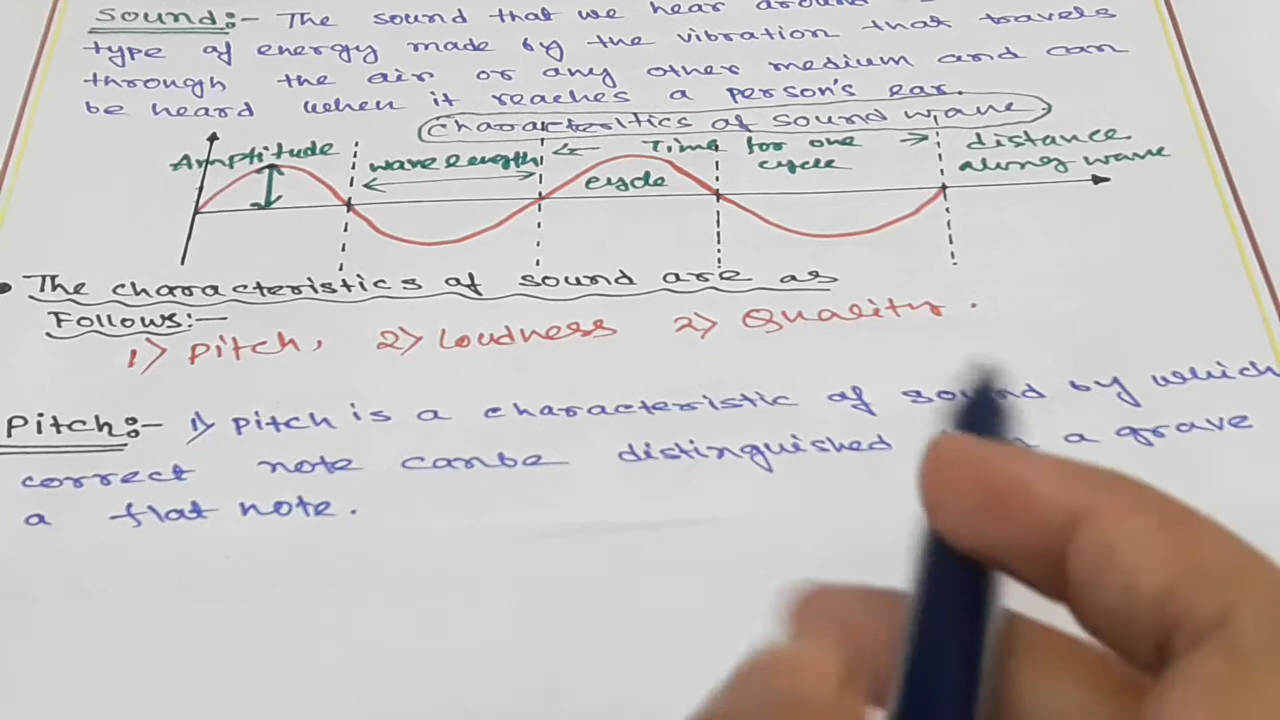 Sound:- The sound that we hear around
type of energy made by the vibration that travels
through the air or any other medium and can
be heard when it reaches a person's ear.
Characteristics of sound wave
Amplitude
wave length
← Time for one →
cycle
cycle
distance
along wave
• The characteristics of sound are as
Follows:-
1) Pitch, 2) Loudness 2) Quality.
Pitch:- 1) Pitch is a characteristic of sound by which
correct note canbe distinguished a grave
a flat note.